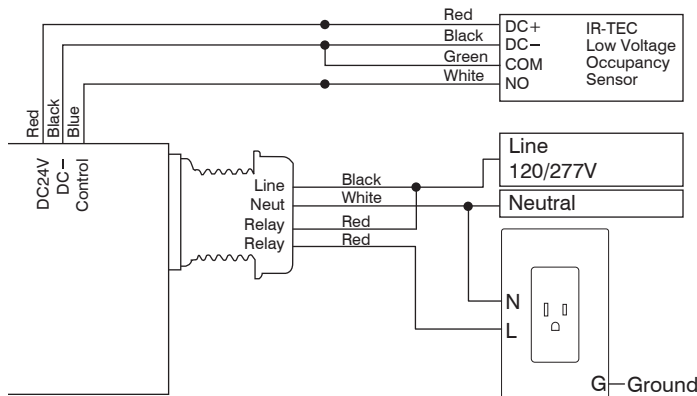 Red
Black
Green
White
DC+
DC−
COM
NO
IR-TEC
Low Voltage
Occupancy
Sensor
Red
Black
Blue
DC24V
DC−
Control
Line
Neut
Relay
Relay
Black
White
Red
Red
Line
120/277V
Neutral
N
L
G
Ground